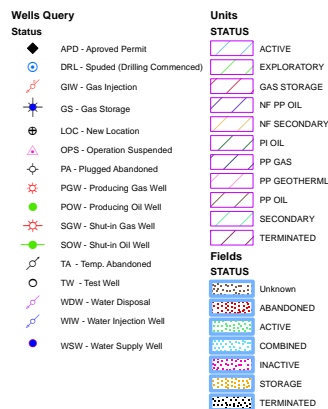 Wells Query
Status
APD - Aproved Permit
DRL - Spuded (Drilling Commenced)
GIW - Gas Injection
GS - Gas Storage
LOC - New Location
OPS - Operation Suspended
PA - Plugged Abandoned
PGW - Producing Gas Well
POW - Producing Oil Well
SGW - Shut-in Gas Well
SOW - Shut-in Oil Well
TA - Temp. Abandoned
TW - Test Well
WDW - Water Disposal
WIW - Water Injection Well
WSW - Water Supply Well
Units
STATUS
ACTIVE
EXPLORATORY
GAS STORAGE
NF PP OIL
NF SECONDARY
PI OIL
PP GAS
PP GEOTHERML
PP OIL
SECONDARY
TERMINATED
Fields
STATUS
Unknown
ABANDONED
ACTIVE
COMBINED
INACTIVE
STORAGE
TERMINATED